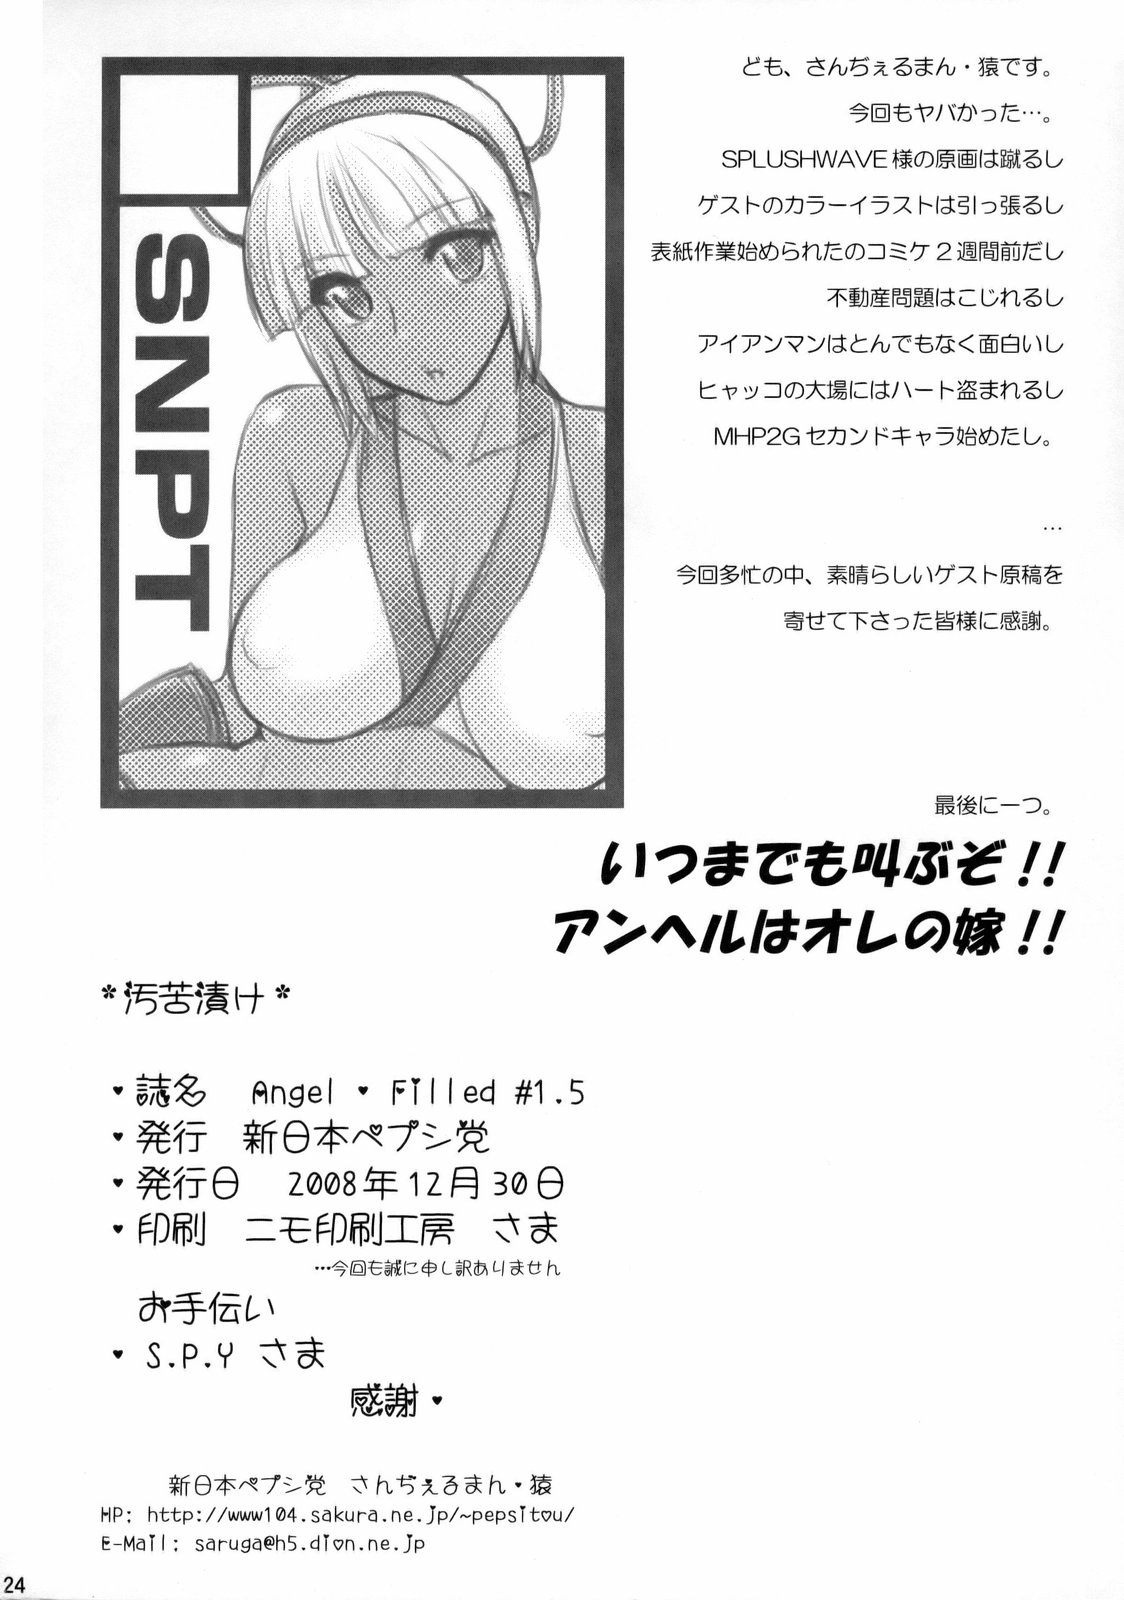 SNPT
ども、さんぢぇるまん・猿です。
今回もヤバかった…。
SPLUSHWAVE様の原画は蹴るし
ゲストのカラーイラストは引っ張るし
表紙作業始められたのコミケ2週間前だし
不動産問題はこじれるし
アイアンマンはとんでもなく面白いし
ヒャッコの大場にはハート盗まれるし
MHP2Gセカンドキャラ始めたし。
…
今回多忙の中、素晴らしいゲスト原稿を
寄せて下さった皆様に感謝。
最後に一つ。
いつまでも叫ぶぞ!!
アンヘルはオレの嫁!!
*汚苦漬け*
♥誌名　Angel ♥ Filled #1.5
♥発行　新日本ペプシ党
♥発行日　2008年12月30日
♥印刷　ニモ印刷工房　さま
…今回も誠に申し訳ありません
お手伝い
♥ S.P.Y さま
感謝♥
新日本ペプシ党　さんぢぇるまん・猿
HP: http://www104.sakura.ne.jp/~pepsitou/
E-Mail: saruga@h5.dion.ne.jp
24